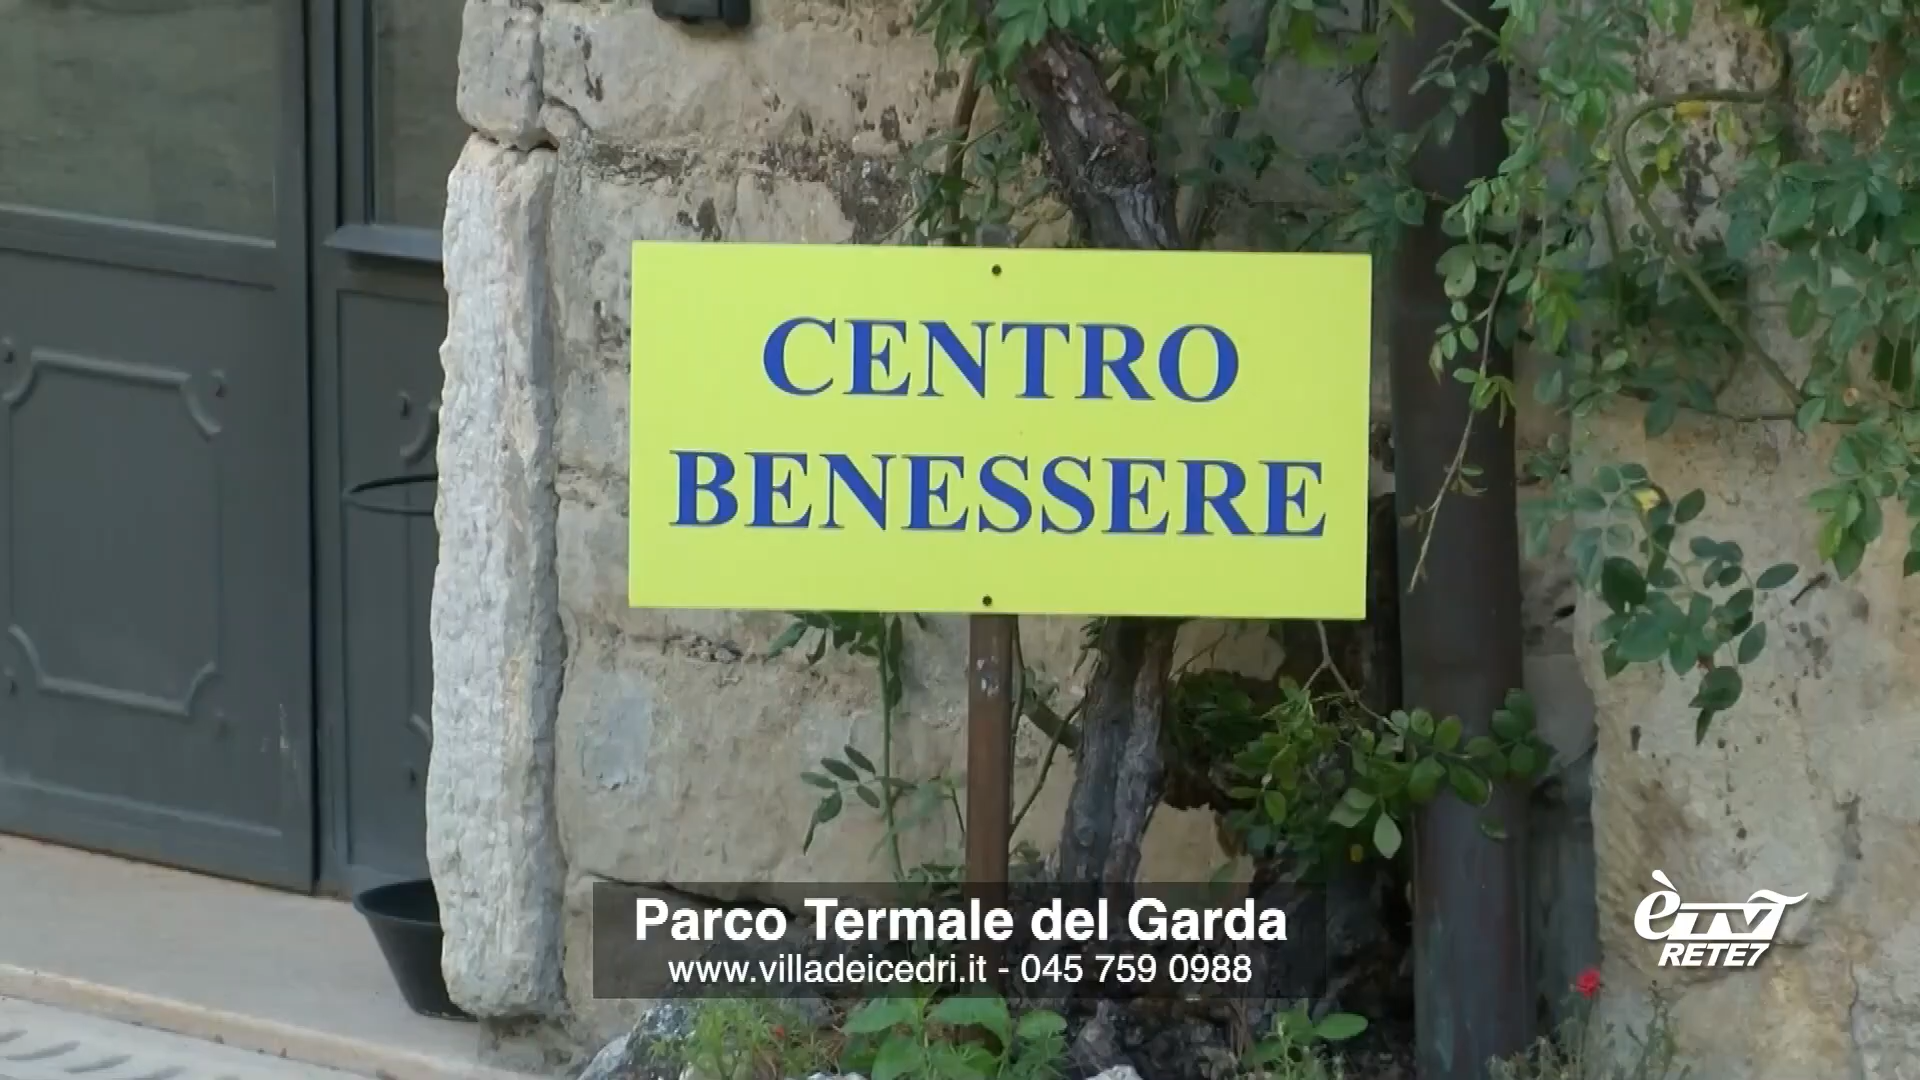 CENTRO
BENESSERE
Parco Termale del Garda
www.villadeicedri.it - 045 759 0988
èTV
RETE7